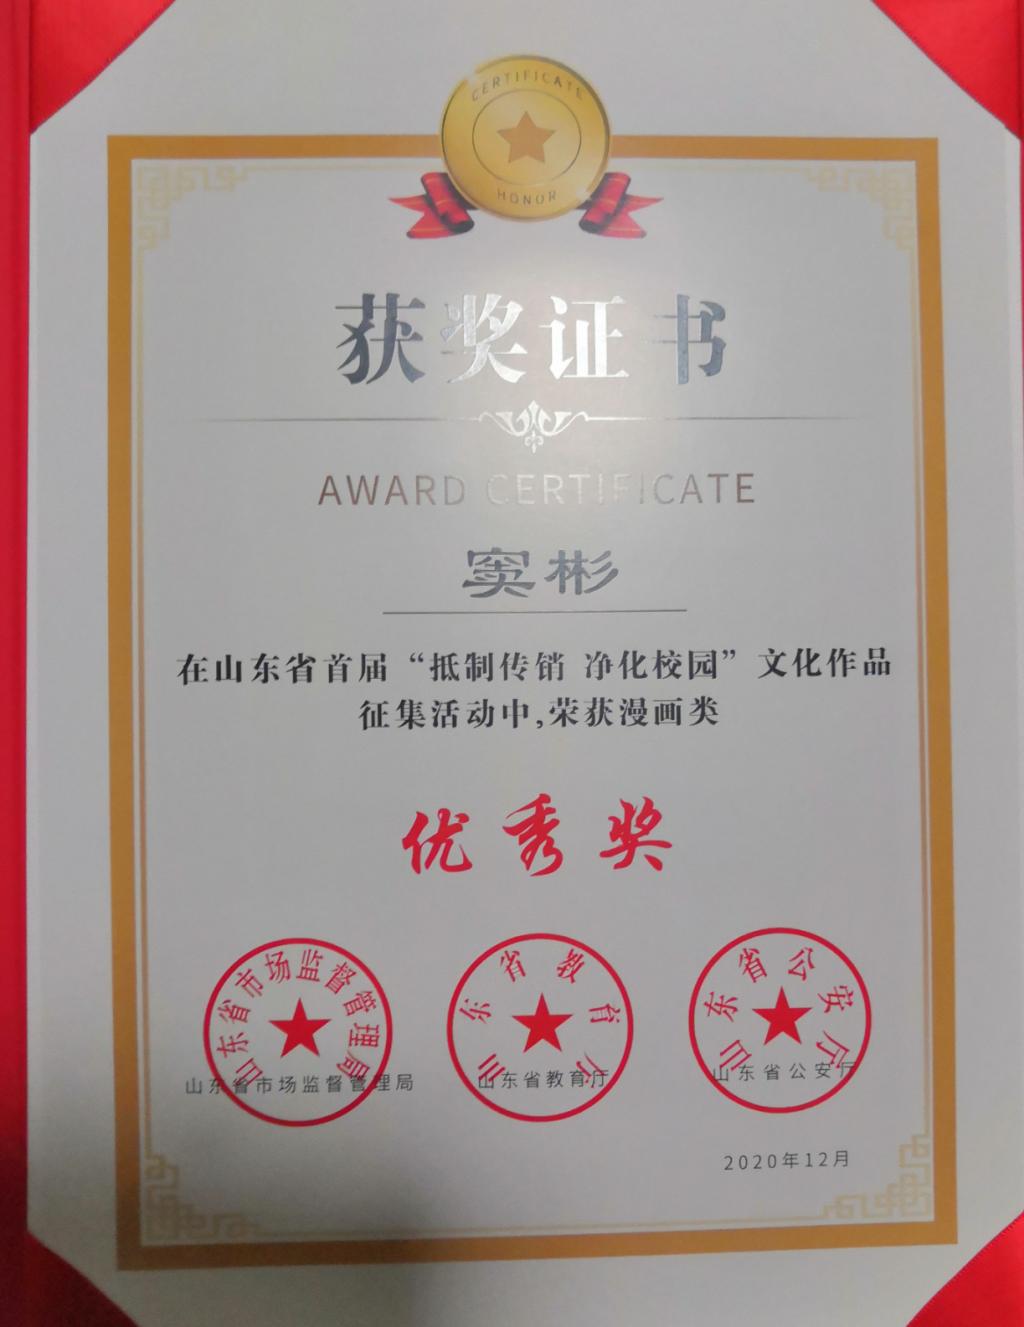 CERTIFICATE
HONOR
获奖证书
AWARD CERTIFICATE
窦彬
在山东省首届“抵制传销 净化校园”文化作品
征集活动中,荣获漫画类
优秀奖
山东省市场监督管理局
山东省教育厅
山东省公安厅
山东省市场监督管理局
山东省教育厅
山东省公安厅
2020年12月